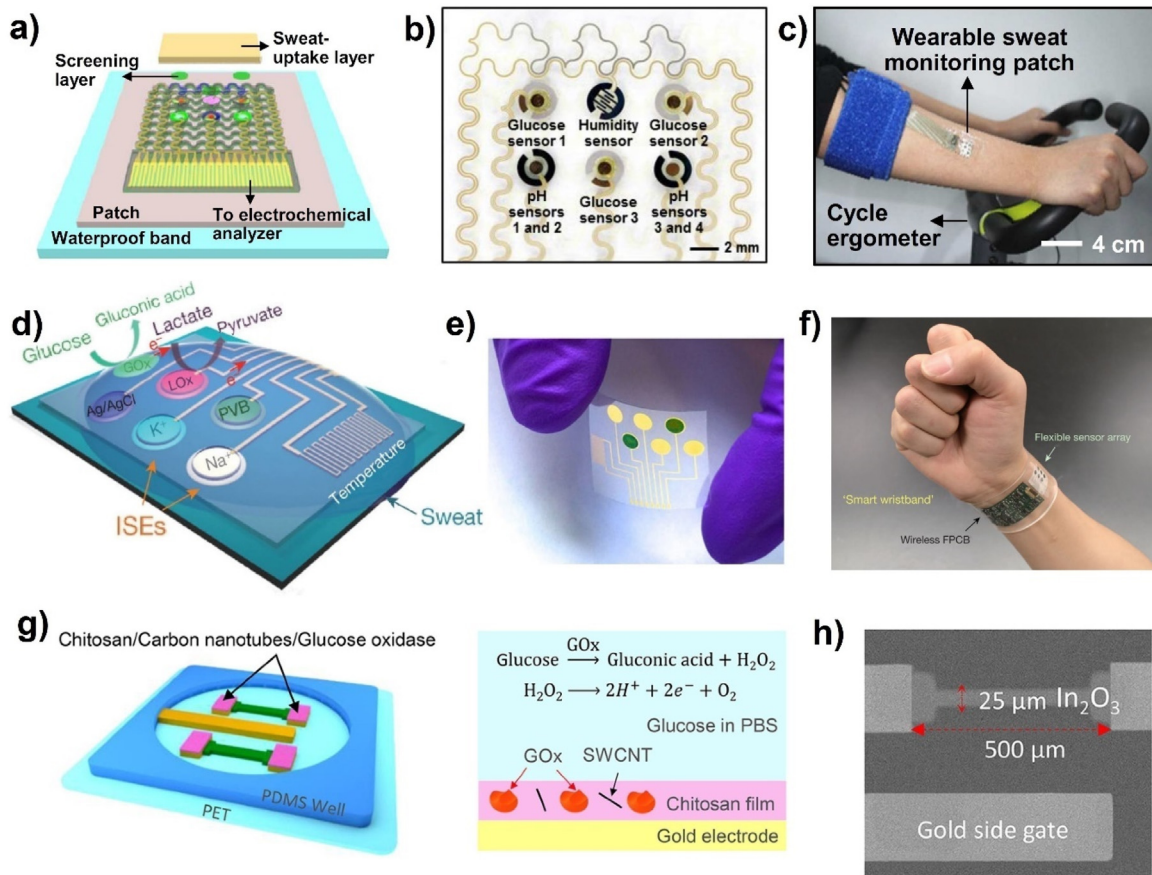 a)
Sweat-
uptake layer
Screening
layer
Patch
To electrochemical
analyzer
Waterproof band
b)
Glucose
sensor 1
Humidity
sensor
Glucose
sensor 2
pH
sensors
1 and 2
Glucose
sensor 3
pH
sensors
3 and 4
2 mm
c)
Wearable sweat
monitoring patch
Cycle
ergometer
4 cm
d)
Gluconic acid
Glucose
Lactate
Pyruvate
e⁻
GOx
LOx
e⁻
Ag/AgCl
PVB
K⁺
Na⁺
Temperature
ISEs
Sweat
e)
f)
Flexible sensor array
'Smart wristband'
Wireless FPCB
g)
Chitosan/Carbon nanotubes/Glucose oxidase
PDMS Well
PET
GOx
Glucose ⟶ Gluconic acid + H₂O₂
H₂O₂ ⟶ 2H⁺ + 2e⁻ + O₂
Glucose in PBS
GOx SWCNT
Chitosan film
Gold electrode
h)
25 µm In₂O₃
500 µm
Gold side gate